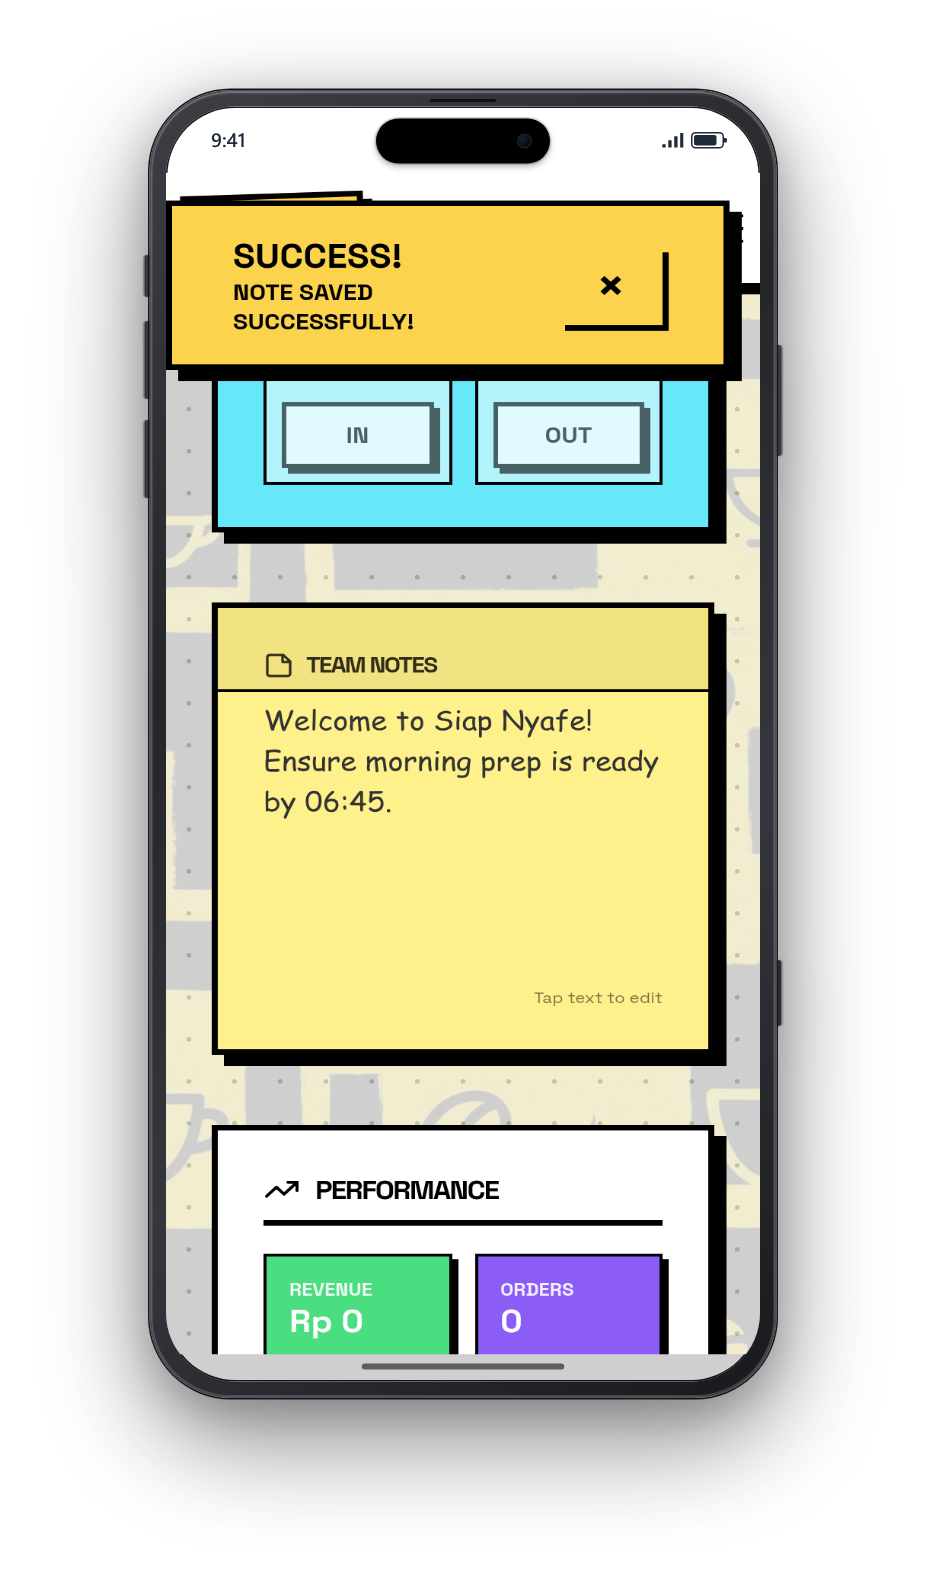 9:41
SUCCESS!
NOTE SAVED
SUCCESSFULLY!
×
IN
OUT
TEAM NOTES
Welcome to Siap Nyafe!
Ensure morning prep is ready
by 06:45.
Tap text to edit
PERFORMANCE
REVENUE
Rp 0
ORDERS
0